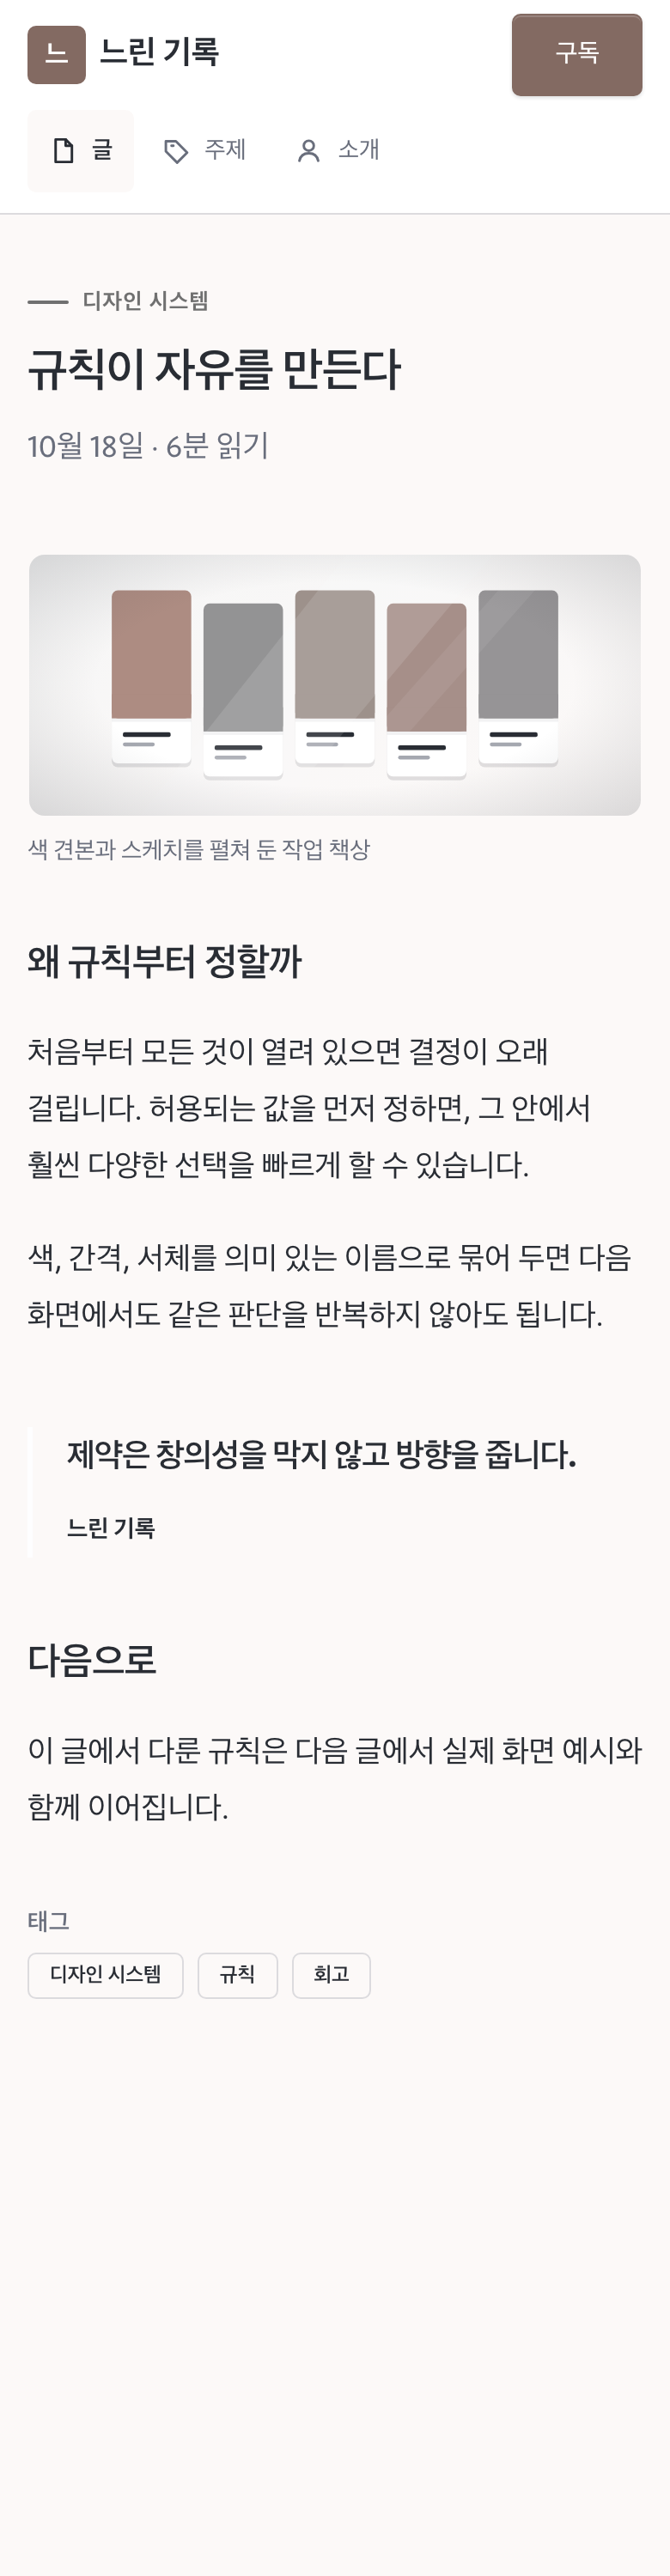 느
느린 기록
구독
글
주제
소개
디자인 시스템
규칙이 자유를 만든다
10월 18일 · 6분 읽기
색 견본과 스케치를 펼쳐 둔 작업 책상
왜 규칙부터 정할까
처음부터 모든 것이 열려 있으면 결정이 오래
걸립니다. 허용되는 값을 먼저 정하면, 그 안에서
훨씬 다양한 선택을 빠르게 할 수 있습니다.
색, 간격, 서체를 의미 있는 이름으로 묶어 두면 다음
화면에서도 같은 판단을 반복하지 않아도 됩니다.
제약은 창의성을 막지 않고 방향을 줍니다.
느린 기록
다음으로
이 글에서 다룬 규칙은 다음 글에서 실제 화면 예시와
함께 이어집니다.
태그
디자인 시스템
규칙
회고